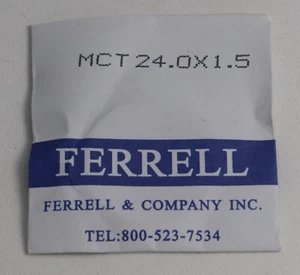 MCT 24.0X1.5
FERRELL
FERRELL & COMPANY INC.
TEL:800-523-7534